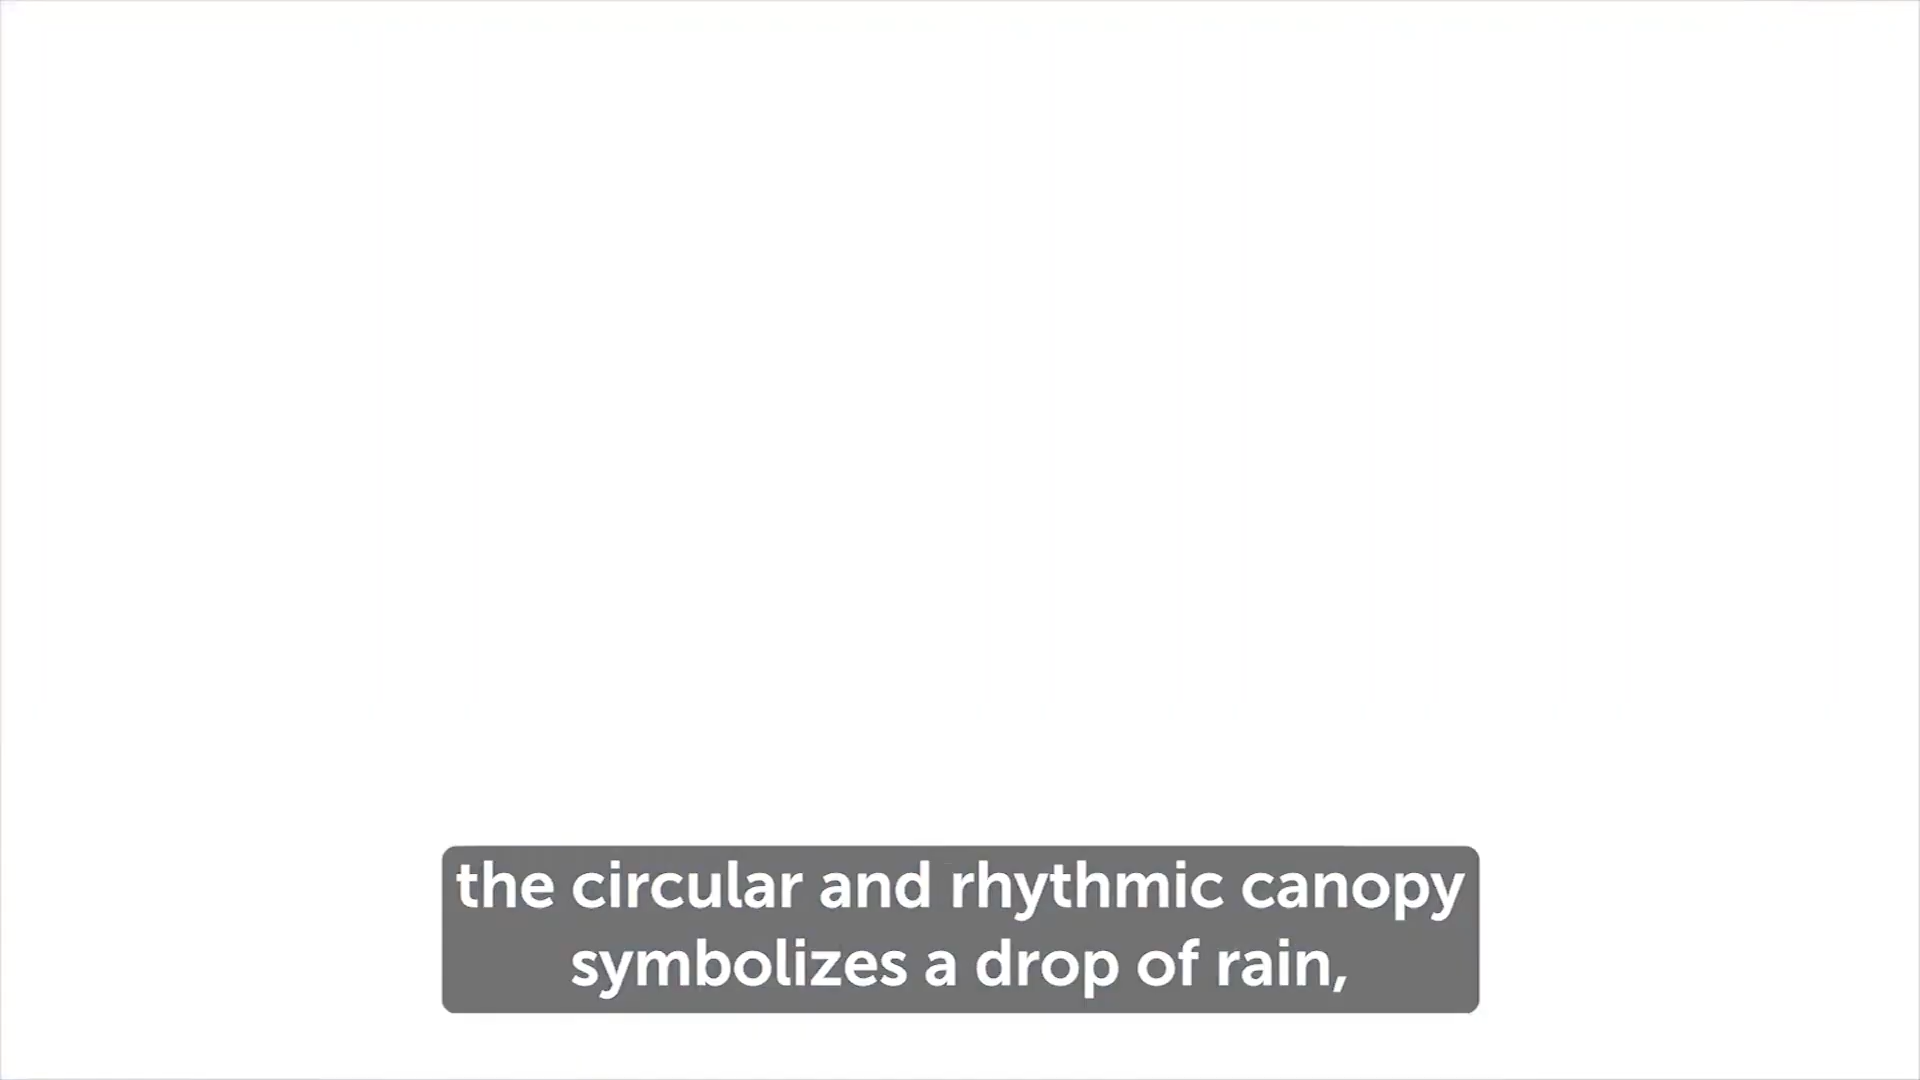 the circular and rhythmic canopy
symbolizes a drop of rain,